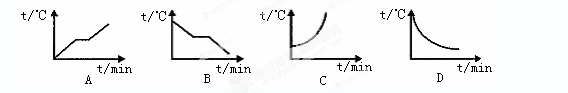 t/℃ t/℃ t/℃ t/℃
t/min t/min t/min t/min
A B C D